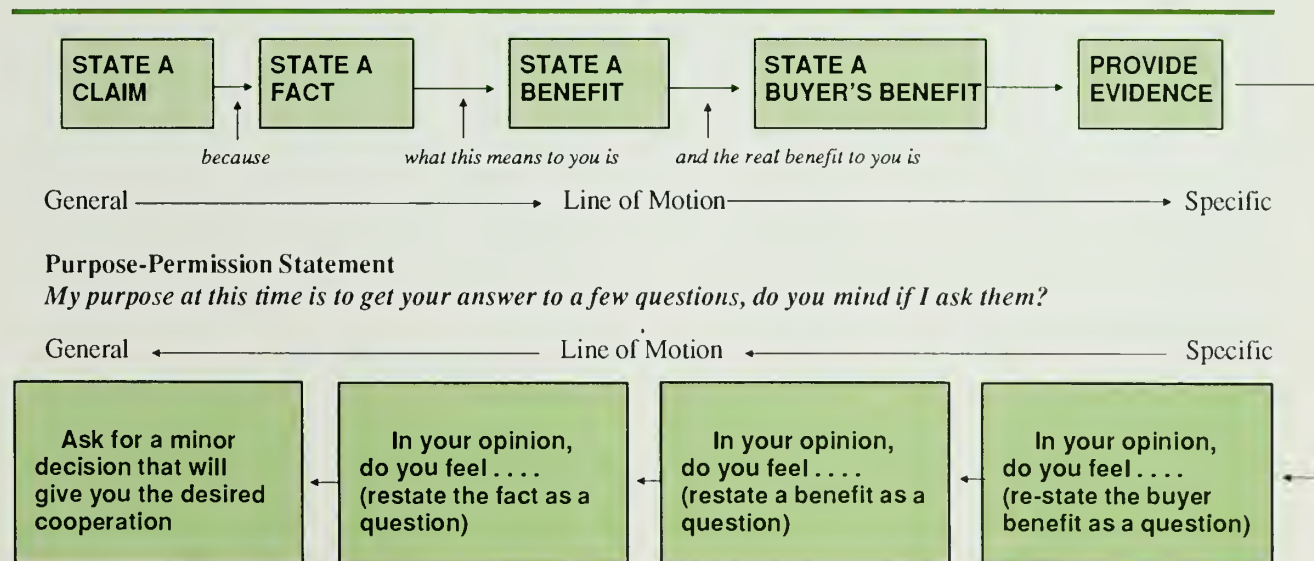 STATE A
CLAIM
STATE A
FACT
STATE A
BENEFIT
STATE A
BUYER'S BENEFIT
PROVIDE
EVIDENCE
because
what this means to you is
and the real benefit to you is
General Line of Motion Specific
Purpose-Permission Statement
My purpose at this time is to get your answer to a few questions, do you mind if I ask them?
General Line of Motion Specific
Ask for a minor
decision that will
give you the desired
cooperation
In your opinion,
do you feel . . . .
(restate the fact as a
question)
In your opinion,
do you feel . . . .
(restate a benefit as a
question)
In your opinion,
do you feel . . . .
(re-state the buyer
benefit as a question)